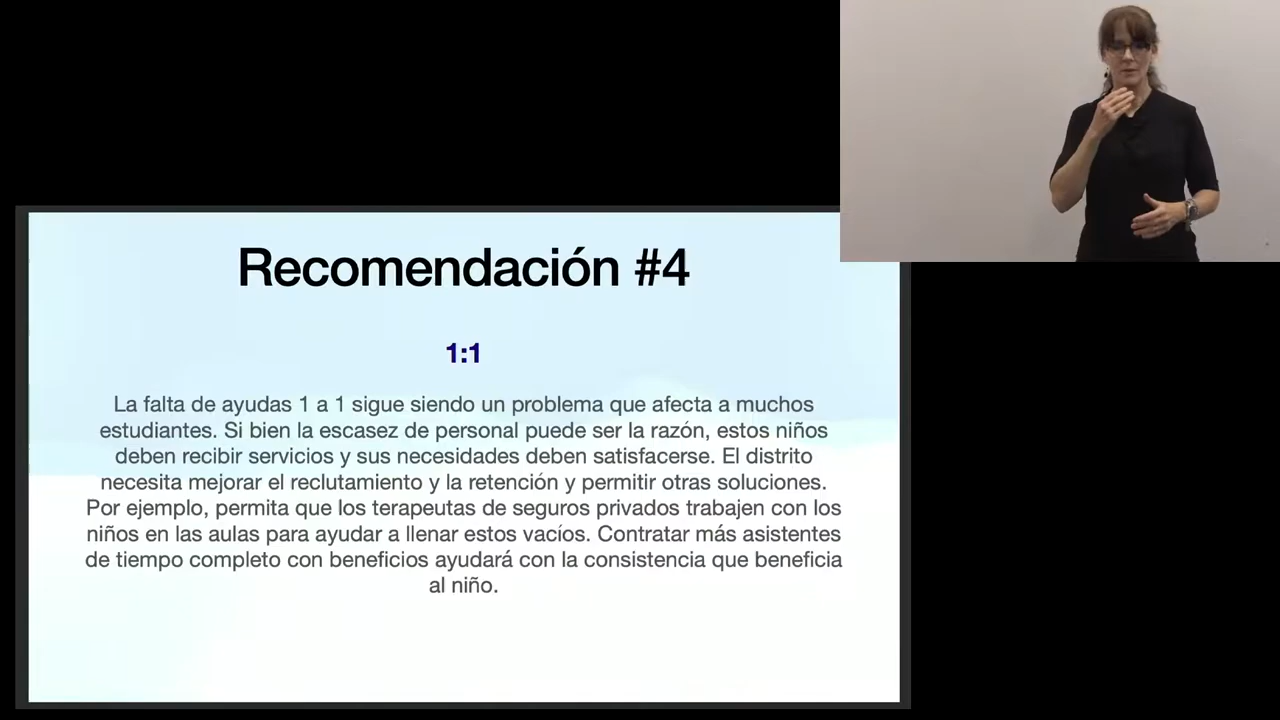 Recomendación #4
1:1
La falta de ayudas 1 a 1 sigue siendo un problema que afecta a muchos
estudiantes. Si bien la escasez de personal puede ser la razón, estos niños
deben recibir servicios y sus necesidades deben satisfacerse. El distrito
necesita mejorar el reclutamiento y la retención y permitir otras soluciones.
Por ejemplo, permita que los terapeutas de seguros privados trabajen con los
niños en las aulas para ayudar a llenar estos vacíos. Contratar más asistentes
de tiempo completo con beneficios ayudará con la consistencia que beneficia
al niño.